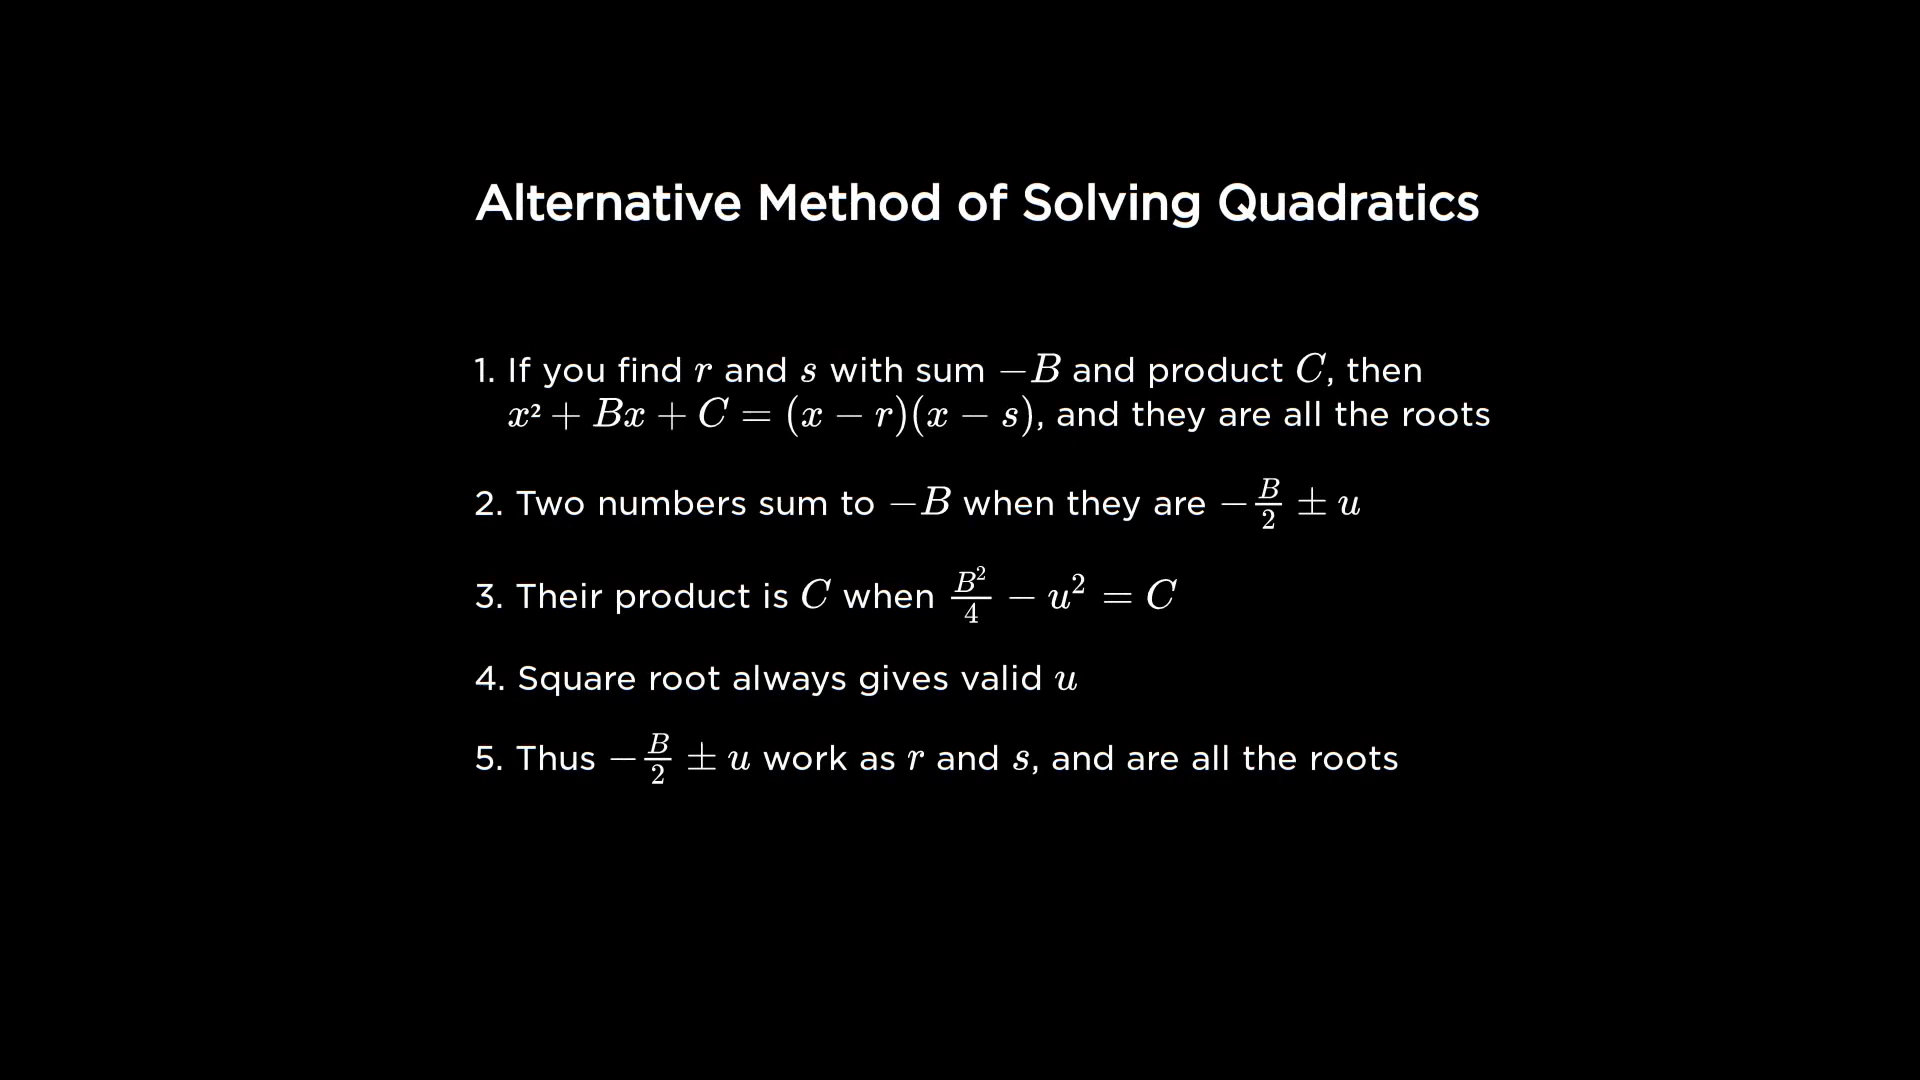 Alternative Method of Solving Quadratics
1. If you find r and s with sum −B and product C, then
x² + Bx + C = (x − r)(x − s), and they are all the roots
2. Two numbers sum to −B when they are −B/2 ± u
3. Their product is C when B²/4 − u² = C
4. Square root always gives valid u
5. Thus −B/2 ± u work as r and s, and are all the roots